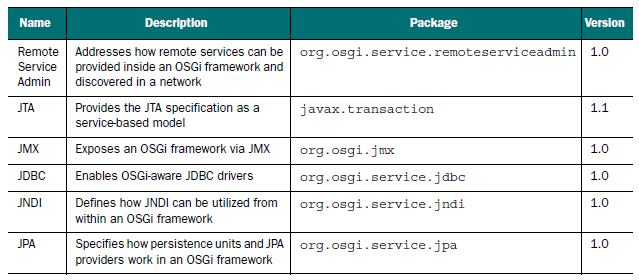 Name Description Package Version
Remote Addresses how remote services can be org.osgi.service.remoteserviceadmin 1.0
Service provided inside an OSGi framework and
Admin discovered in a network
JTA Provides the JTA specification as a javax.transaction 1.1
service-based model
JMX Exposes an OSGi framework via JMX org.osgi.jmx 1.0
JDBC Enables OSGi-aware JDBC drivers org.osgi.service.jdbc 1.0
JNDI Defines how JNDI can be utilized from org.osgi.service.jndi 1.0
within an OSGi framework
JPA Specifies how persistence units and JPA org.osgi.service.jpa 1.0
providers work in an OSGi framework